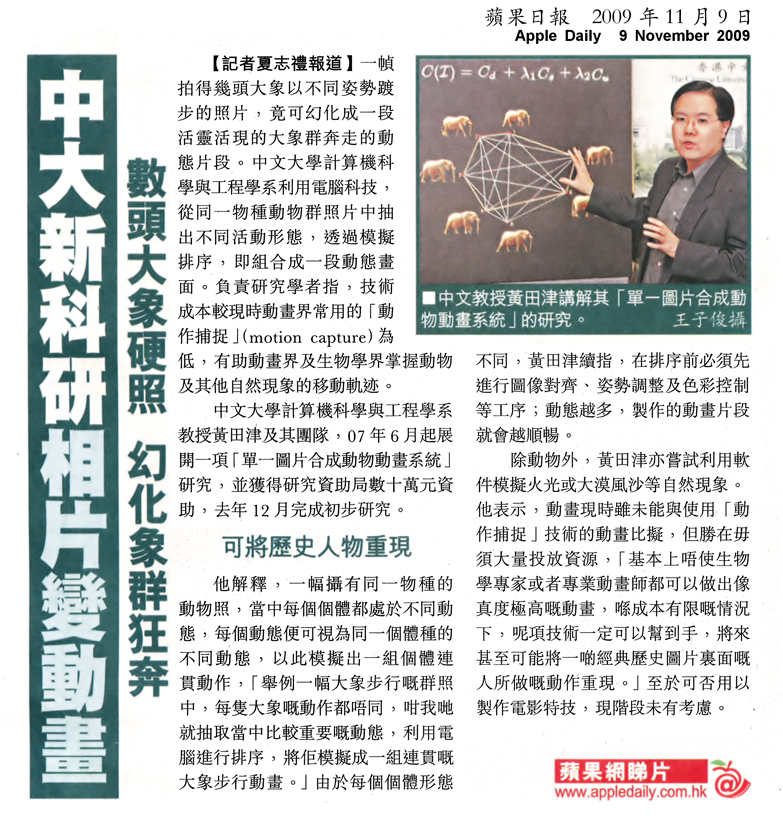 蘋果日報 2009年11月9日
Apple Daily 9 November 2009
中大新科研相片變動畫
數頭大象硬照 幻化象群狂奔
【記者夏志禮報道】一幀
拍得幾頭大象以不同姿勢踱
步的照片，竟可幻化成一段
活靈活現的大象群奔走的動
態片段。中文大學計算機科
學與工程學系利用電腦科技，
從同一物種動物群照片中抽
出不同活動形態，透過模擬
排序，即組合成一段動態畫
面。負責研究學者指，技術
成本較現時動畫界常用的「動
作捕捉」(motion capture)為
低，有助動畫界及生物學界掌握動物
及其他自然現象的移動軌迹。
中文大學計算機科學與工程學系
教授黃田津及其團隊，07年6月起展
開一項「單一圖片合成動物動畫系統」
研究，並獲得研究資助局數十萬元資
助，去年12月完成初步研究。
可將歷史人物重現
他解釋，一幅攝有同一物種的
動物照，當中每個個體都處於不同動
態，每個動態便可視為同一個體種的
不同動態，以此模擬出一組個體連
貫動作，「舉例一幅大象步行嘅群照
中，每隻大象嘅動作都唔同，咁我哋
就抽取當中比較重要嘅動態，利用電
腦進行排序，將佢模擬成一組連貫嘅
大象步行動畫。」由於每個個體形態
C(I) = Cd + λ1Cs + λ2Cu
香港中
■中文教授黃田津講解其「單一圖片合成動
物動畫系統」的研究。 王子俊攝
不同，黃田津續指，在排序前必須先
進行圖像對齊、姿勢調整及色彩控制
等工序；動態越多，製作的動畫片段
就會越順暢。
除動物外，黃田津亦嘗試利用軟
件模擬火光或大漠風沙等自然現象。
他表示，動畫現時雖未能與使用「動
作捕捉」技術的動畫比擬，但勝在毋
須大量投放資源，「基本上唔使生物
學專家或者專業動畫師都可以做出像
真度極高嘅動畫，喺成本有限嘅情況
下，呢項技術一定可以幫到手，將來
甚至可能將一啲經典歷史圖片裏面嘅
人所做嘅動作重現。」至於可否用以
製作電影特技，現階段未有考慮。
蘋果網睇片
www.appledaily.com.hk